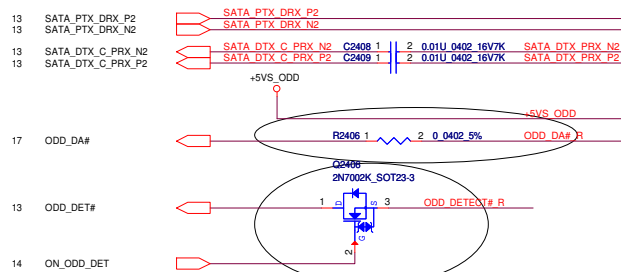 13 SATA_PTX_DRX_P2 SATA_PTX_DRX_P2
13 SATA_PTX_DRX_N2 SATA_PTX_DRX_N2
13 SATA_DTX_C_PRX_N2 SATA_DTX_C_PRX_N2 C2408 1 2 0.01U_0402_16V7K SATA_DTX_PRX_N2
13 SATA_DTX_C_PRX_P2 SATA_DTX_C_PRX_P2 C2409 1 2 0.01U_0402_16V7K SATA_DTX_PRX_P2
+5VS_ODD
+5VS_ODD
17 ODD_DA# R2406 1 2 0_0402_5% ODD_DA#_R
Q2406
2N7002K_SOT23-3
13 ODD_DET# 1 D S 3 ODD_DETECT#_R
G
2
14 ON_ODD_DET